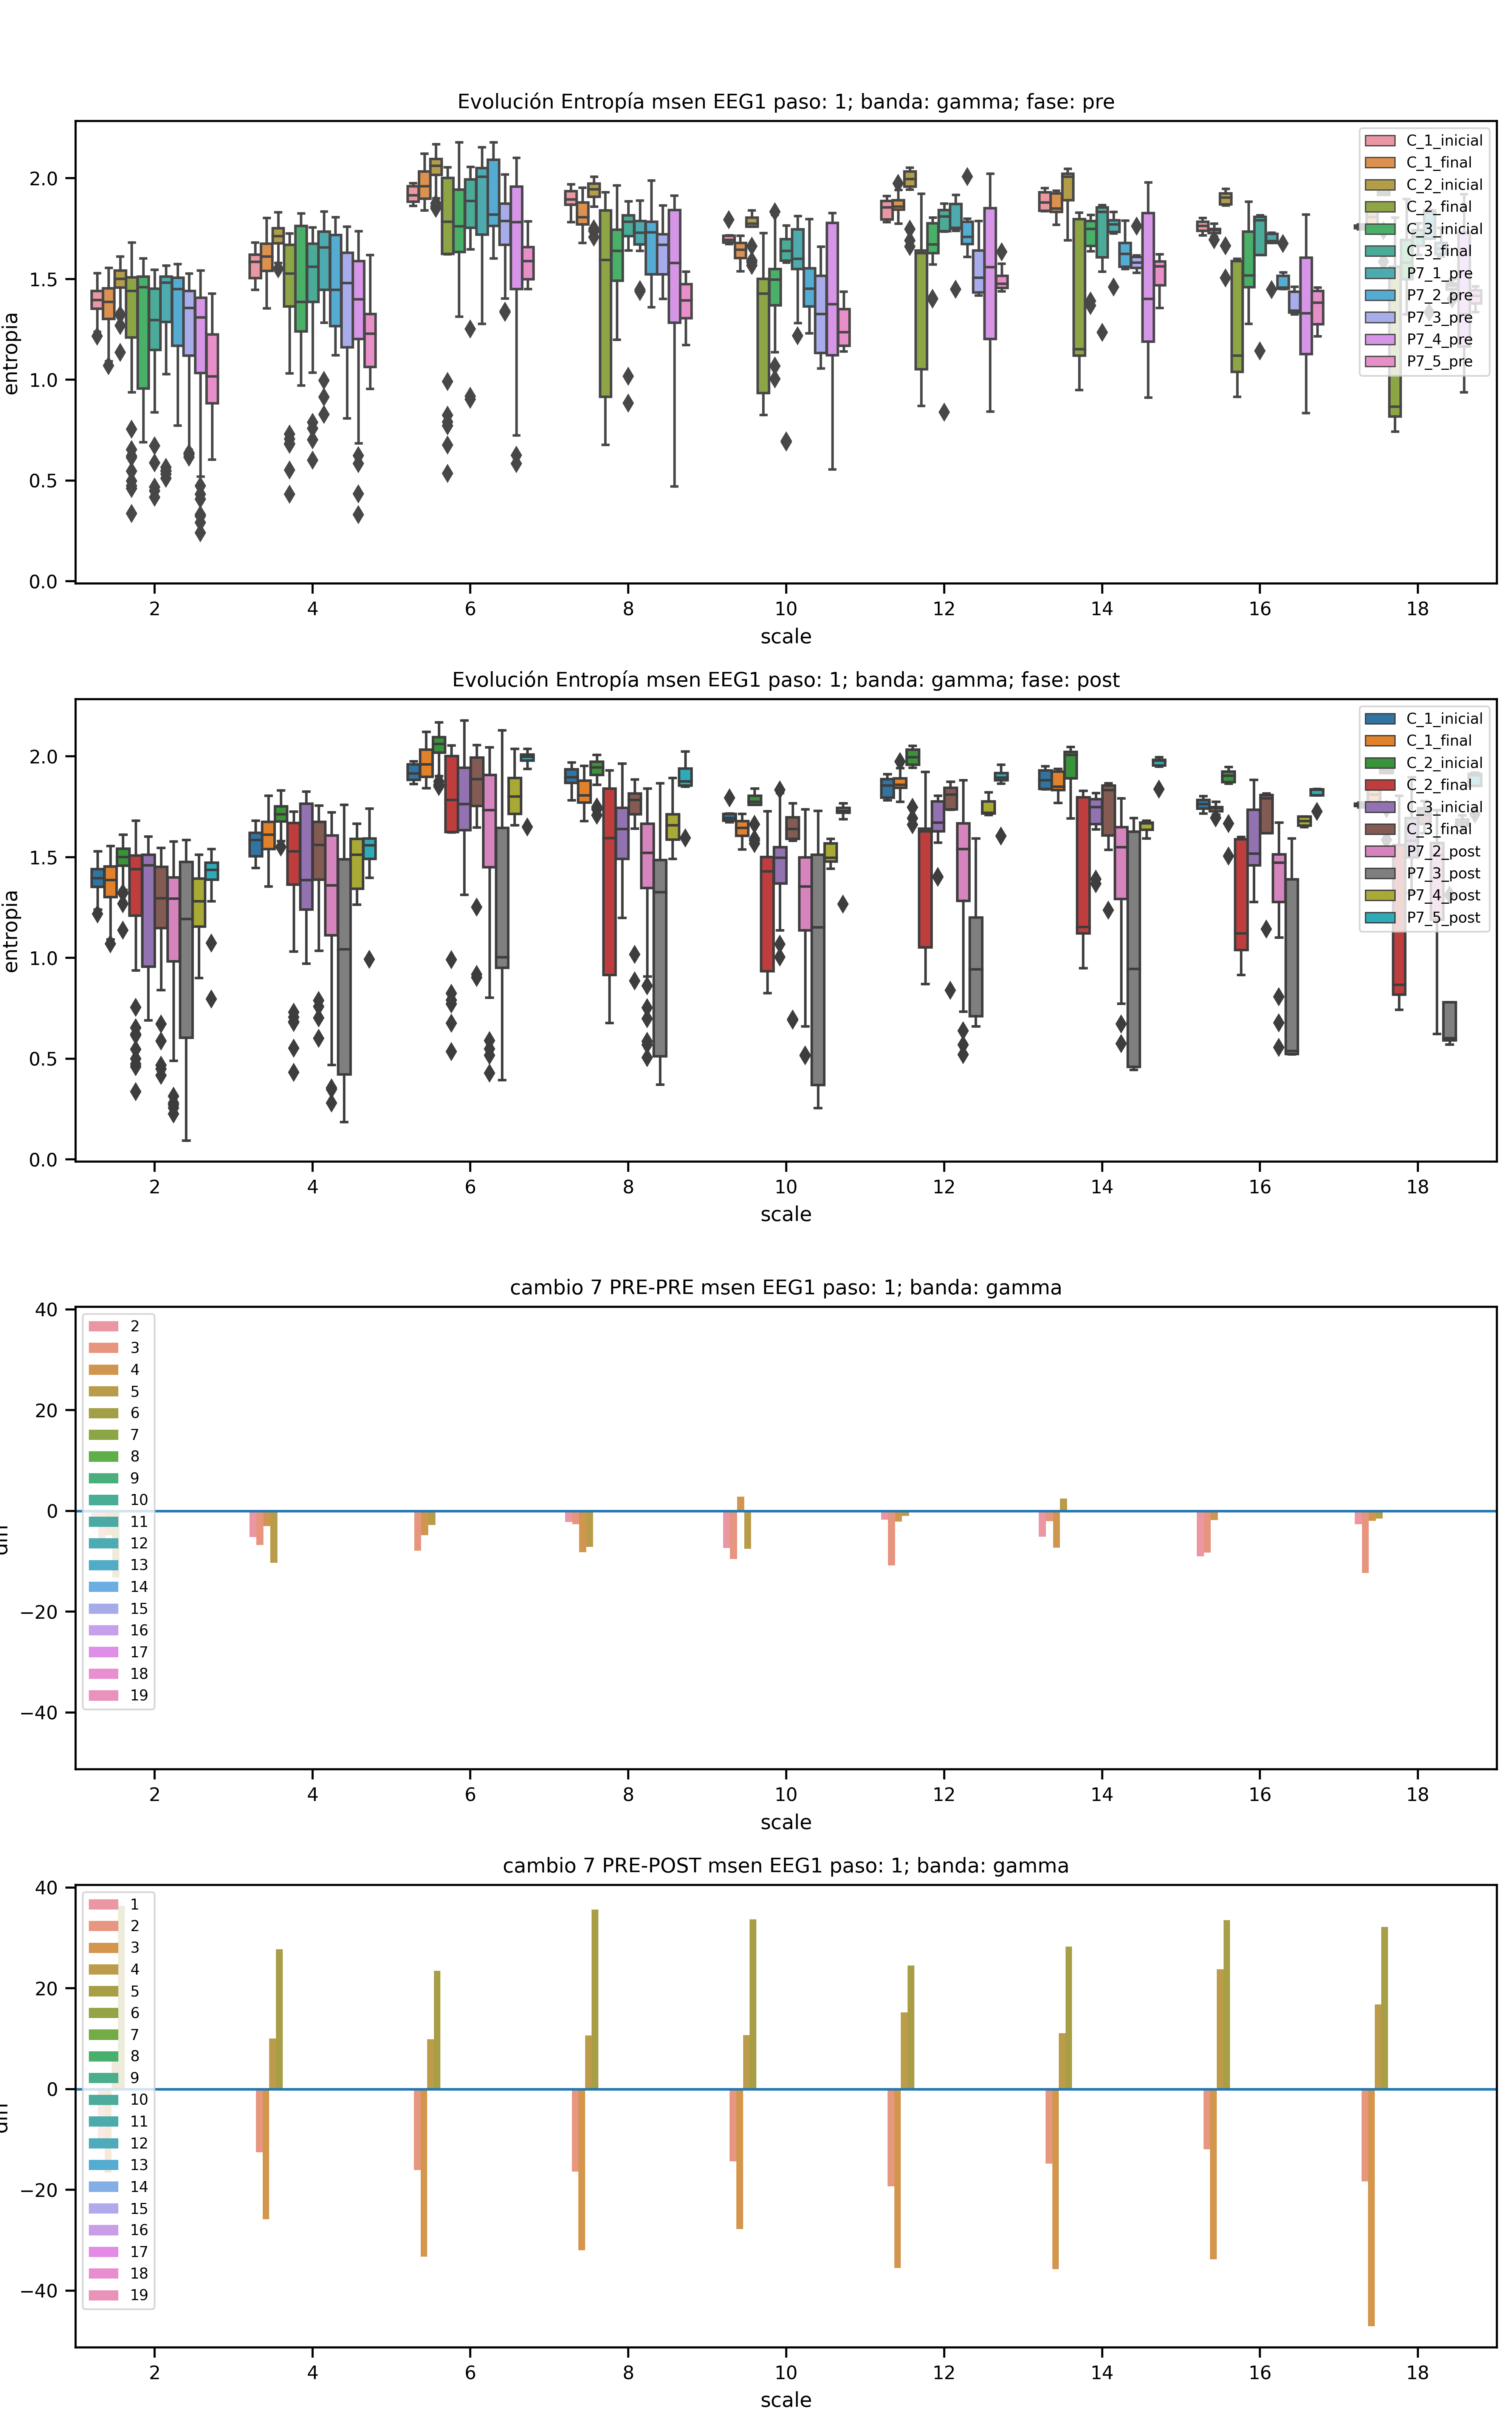 Evolución Entropía msen EEG1 paso: 1; banda: gamma; fase: pre
entropia
2.0
1.5
1.0
0.5
0.0
C_1_inicial
C_1_final
C_2_inicial
C_2_final
C_3_inicial
C_3_final
P7_1_pre
P7_2_pre
P7_3_pre
P7_4_pre
P7_5_pre
2 4 6 8 10 12 14 16 18
scale
Evolución Entropía msen EEG1 paso: 1; banda: gamma; fase: post
entropia
2.0
1.5
1.0
0.5
0.0
C_1_inicial
C_1_final
C_2_inicial
C_2_final
C_3_inicial
C_3_final
P7_2_post
P7_3_post
P7_4_post
P7_5_post
2 4 6 8 10 12 14 16 18
scale
cambio 7 PRE-PRE msen EEG1 paso: 1; banda: gamma
40
20
0
−20
−40
2
3
4
5
6
7
8
9
10
11
12
13
14
15
16
17
18
19
2 4 6 8 10 12 14 16 18
scale
cambio 7 PRE-POST msen EEG1 paso: 1; banda: gamma
40
20
0
−20
−40
1
2
3
4
5
6
7
8
9
10
11
12
13
14
15
16
17
18
19
2 4 6 8 10 12 14 16 18
scale